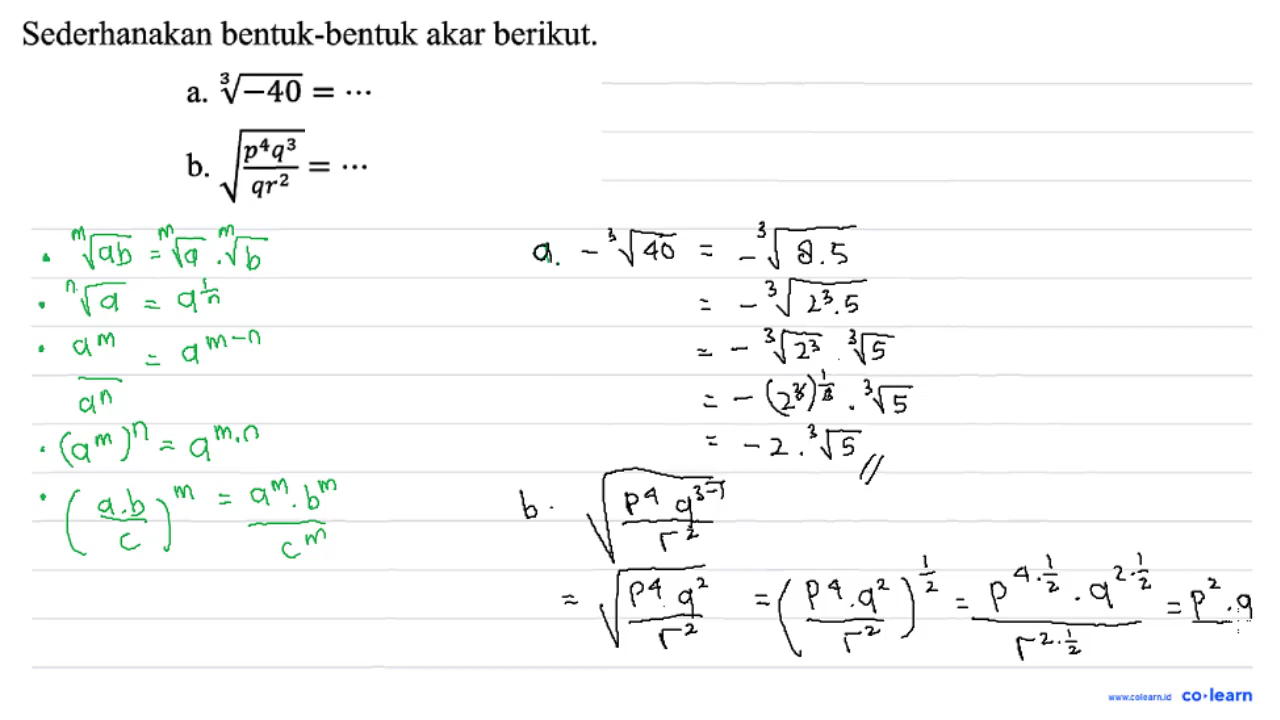 Sederhanakan bentuk-bentuk akar berikut.
a. ∛(−40) = ⋯
b. √(p⁴q³/qr²) = ⋯
• ᵐ√(ab) = ᵐ√a . ᵐ√b
• ⁿ√a = a^(1/n)
• aᵐ/aⁿ = a^(m−n)
• (aᵐ)ⁿ = a^(m.n)
• (a.b/c)ᵐ = aᵐ.bᵐ/cᵐ
a. −∛40 = −∛(8.5)
= −∛(2³.5)
= −∛(2³) . ∛5
= −(2³)^(1/3) . ∛5
= −2 . ∛5 //
b. √(p⁴ q^(3−1)/r²)
= √(p⁴.q²/r²) = (p⁴.q²/r²)^(1/2) = p^(4.1/2) . q^(2.1/2)/r^(2.1/2) = p².q
www.colearn.id co·learn